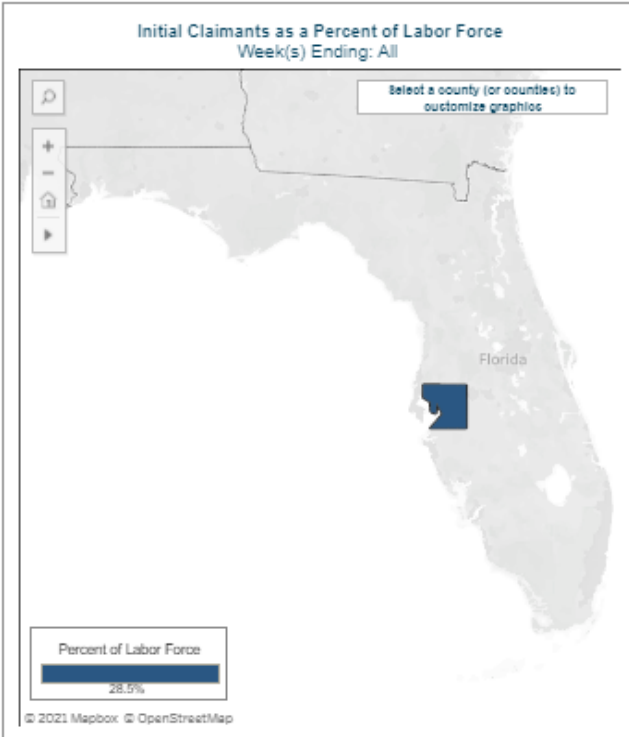 Initial Claimants as a Percent of Labor Force
Week(s) Ending: All
Select a county (or counties) to
customize graphics
Florida
Percent of Labor Force
28.5%
© 2021 Mapbox © OpenStreetMap